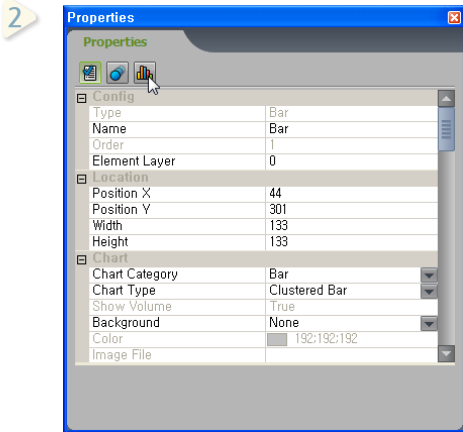 2
Properties
Properties
Config
Type Bar
Name Bar
Order 1
Element Layer 0
Location
Position X 44
Position Y 301
Width 133
Height 133
Chart
Chart Category Bar
Chart Type Clustered Bar
Show Volume True
Background None
Color 192;192;192
Image File